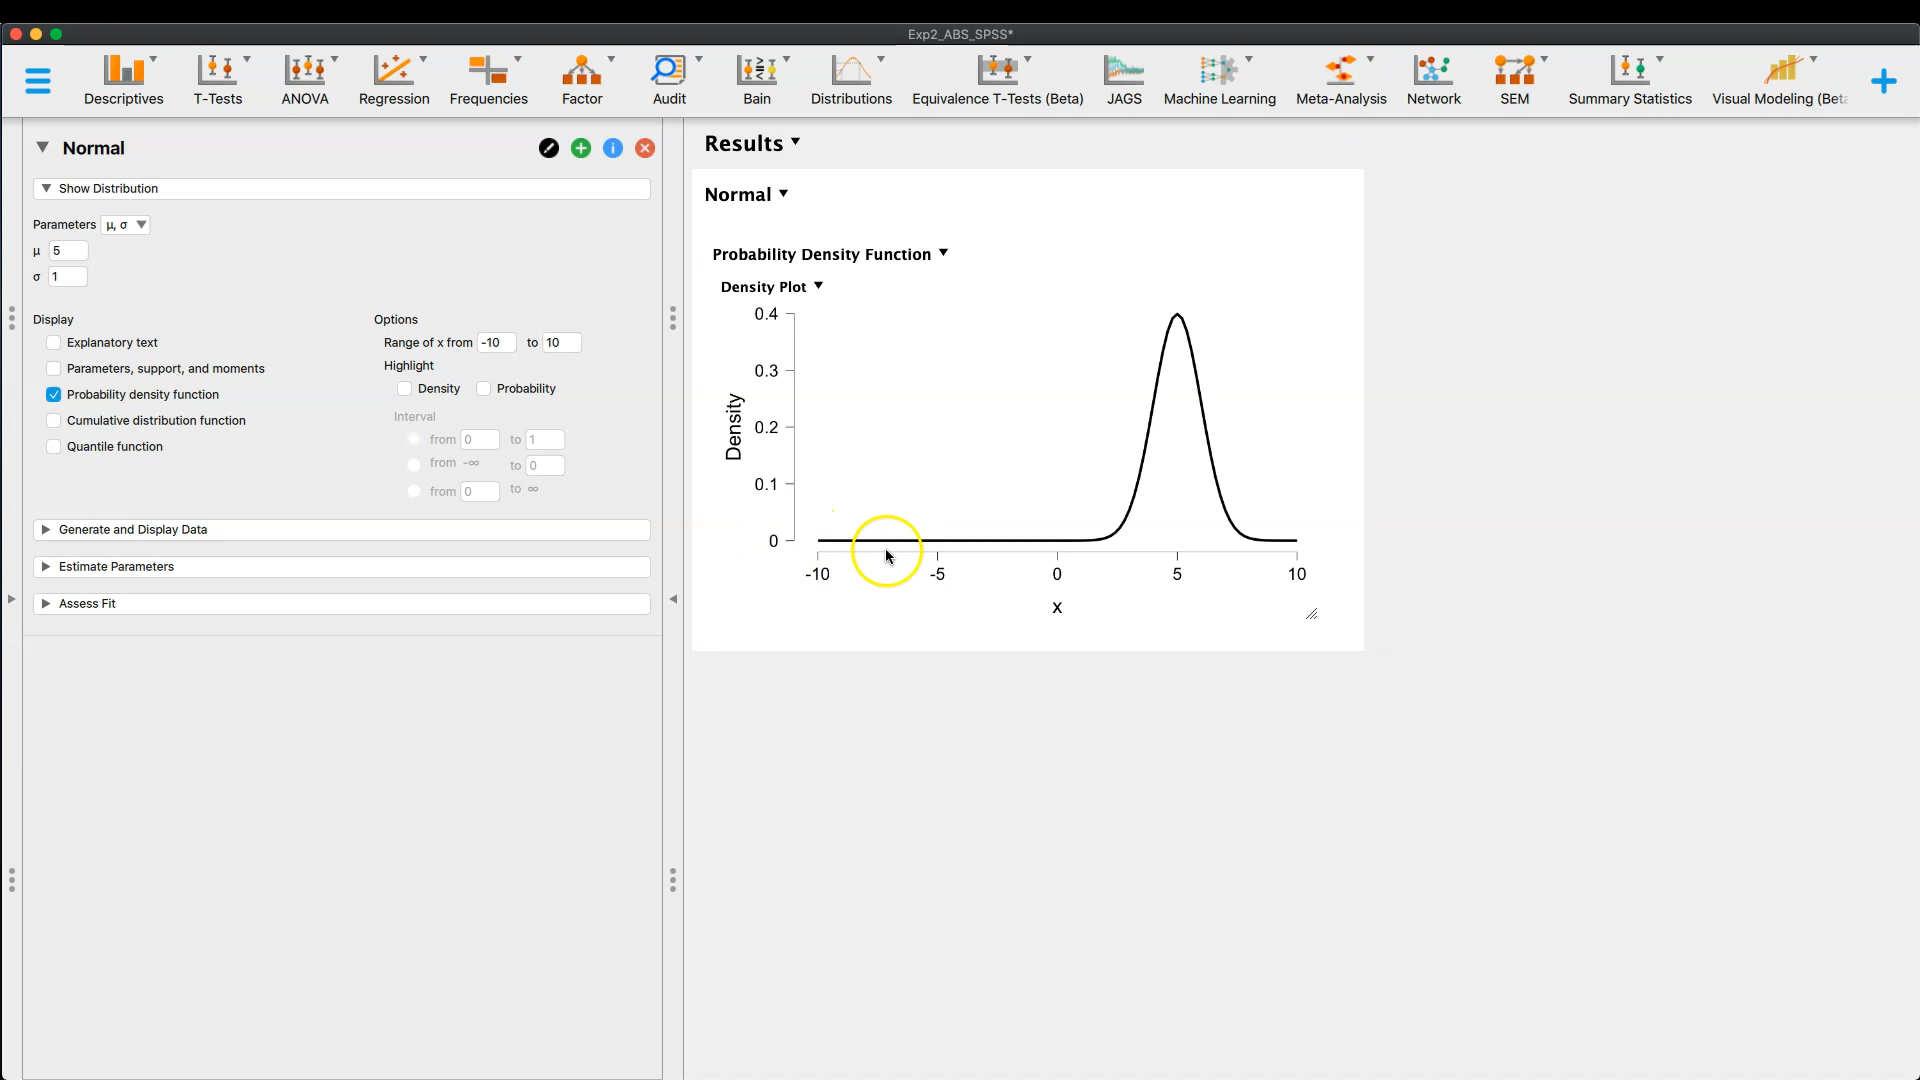 Exp2_ABS_SPSS*
Descriptives T-Tests ANOVA Regression Frequencies Factor Audit Bain Distributions Equivalence T-Tests (Beta) JAGS Machine Learning Meta-Analysis Network SEM Summary Statistics Visual Modeling (Beta
Normal
Show Distribution
Parameters μ, σ
μ 5
σ 1
Display
Explanatory text
Parameters, support, and moments
Probability density function
Cumulative distribution function
Quantile function
Options
Range of x from -10 to 10
Highlight
Density Probability
Interval
from 0 to 1
from -∞ to 0
from 0 to ∞
Generate and Display Data
Estimate Parameters
Assess Fit
Results
Normal
Probability Density Function
Density Plot
Density
0.4
0.3
0.2
0.1
0
-10 -5 0 5 10
x